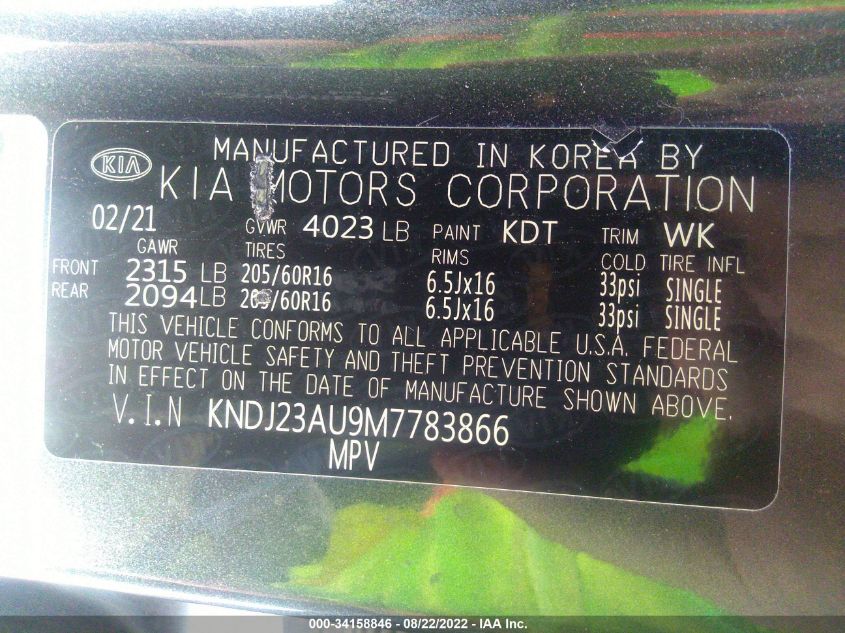 KIA
MANUFACTURED IN KOREA BY
KIA MOTORS CORPORATION
02/21 GVWR 4023 LB PAINT KDT TRIM WK
GAWR TIRES RIMS COLD TIRE INFL
FRONT 2315 LB 205/60R16 6.5Jx16 33psi SINGLE
REAR 2094 LB 205/60R16 6.5Jx16 33psi SINGLE
THIS VEHICLE CONFORMS TO ALL APPLICABLE U.S.A. FEDERAL
MOTOR VEHICLE SAFETY AND THEFT PREVENTION STANDARDS
IN EFFECT ON THE DATE OF MANUFACTURE SHOWN ABOVE.
V.I.N KNDJ23AU9M7783866
MPV
000-34158846 - 08/22/2022 - IAA Inc.